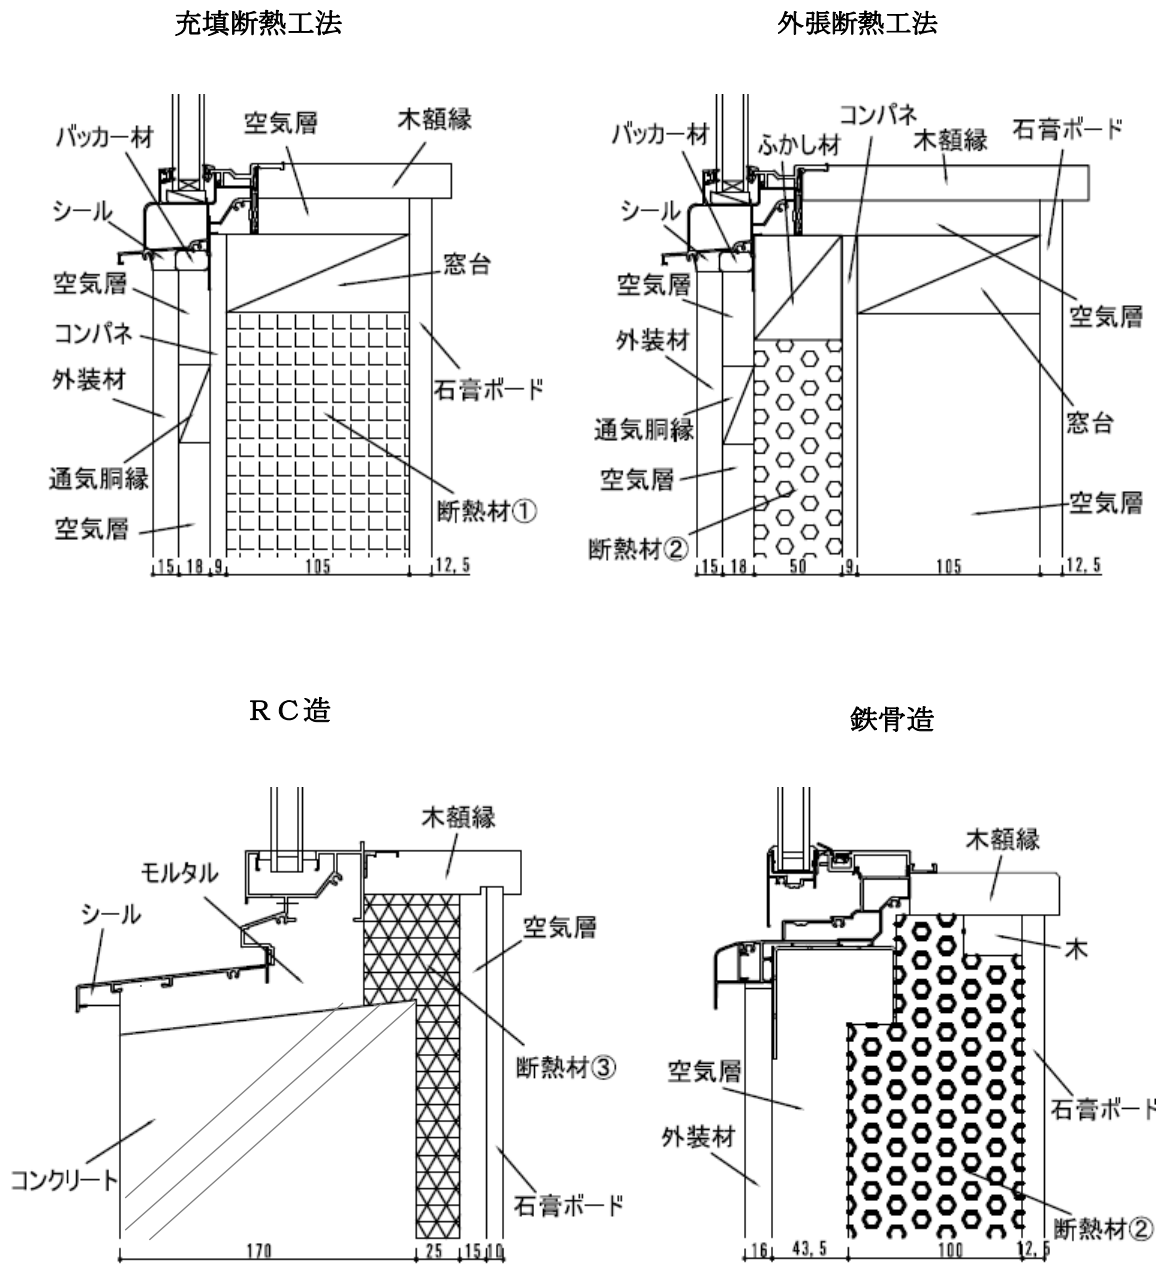 充填断熱工法
バッカー材
空気層
木額縁
シール
空気層
窓台
コンパネ
外装材
石膏ボード
通気胴縁
断熱材①
空気層
15
18
9
105
12,5
外張断熱工法
コンパネ
バッカー材
ふかし材
木額縁
石膏ボード
シール
空気層
空気層
外装材
通気胴縁
窓台
空気層
空気層
断熱材②
15
18
50
9
105
12,5
RC造
木額縁
モルタル
シール
空気層
断熱材③
コンクリート
石膏ボード
170
25
15
10
鉄骨造
木額縁
木
空気層
石膏ボード
外装材
断熱材②
16
43,5
100
12,5